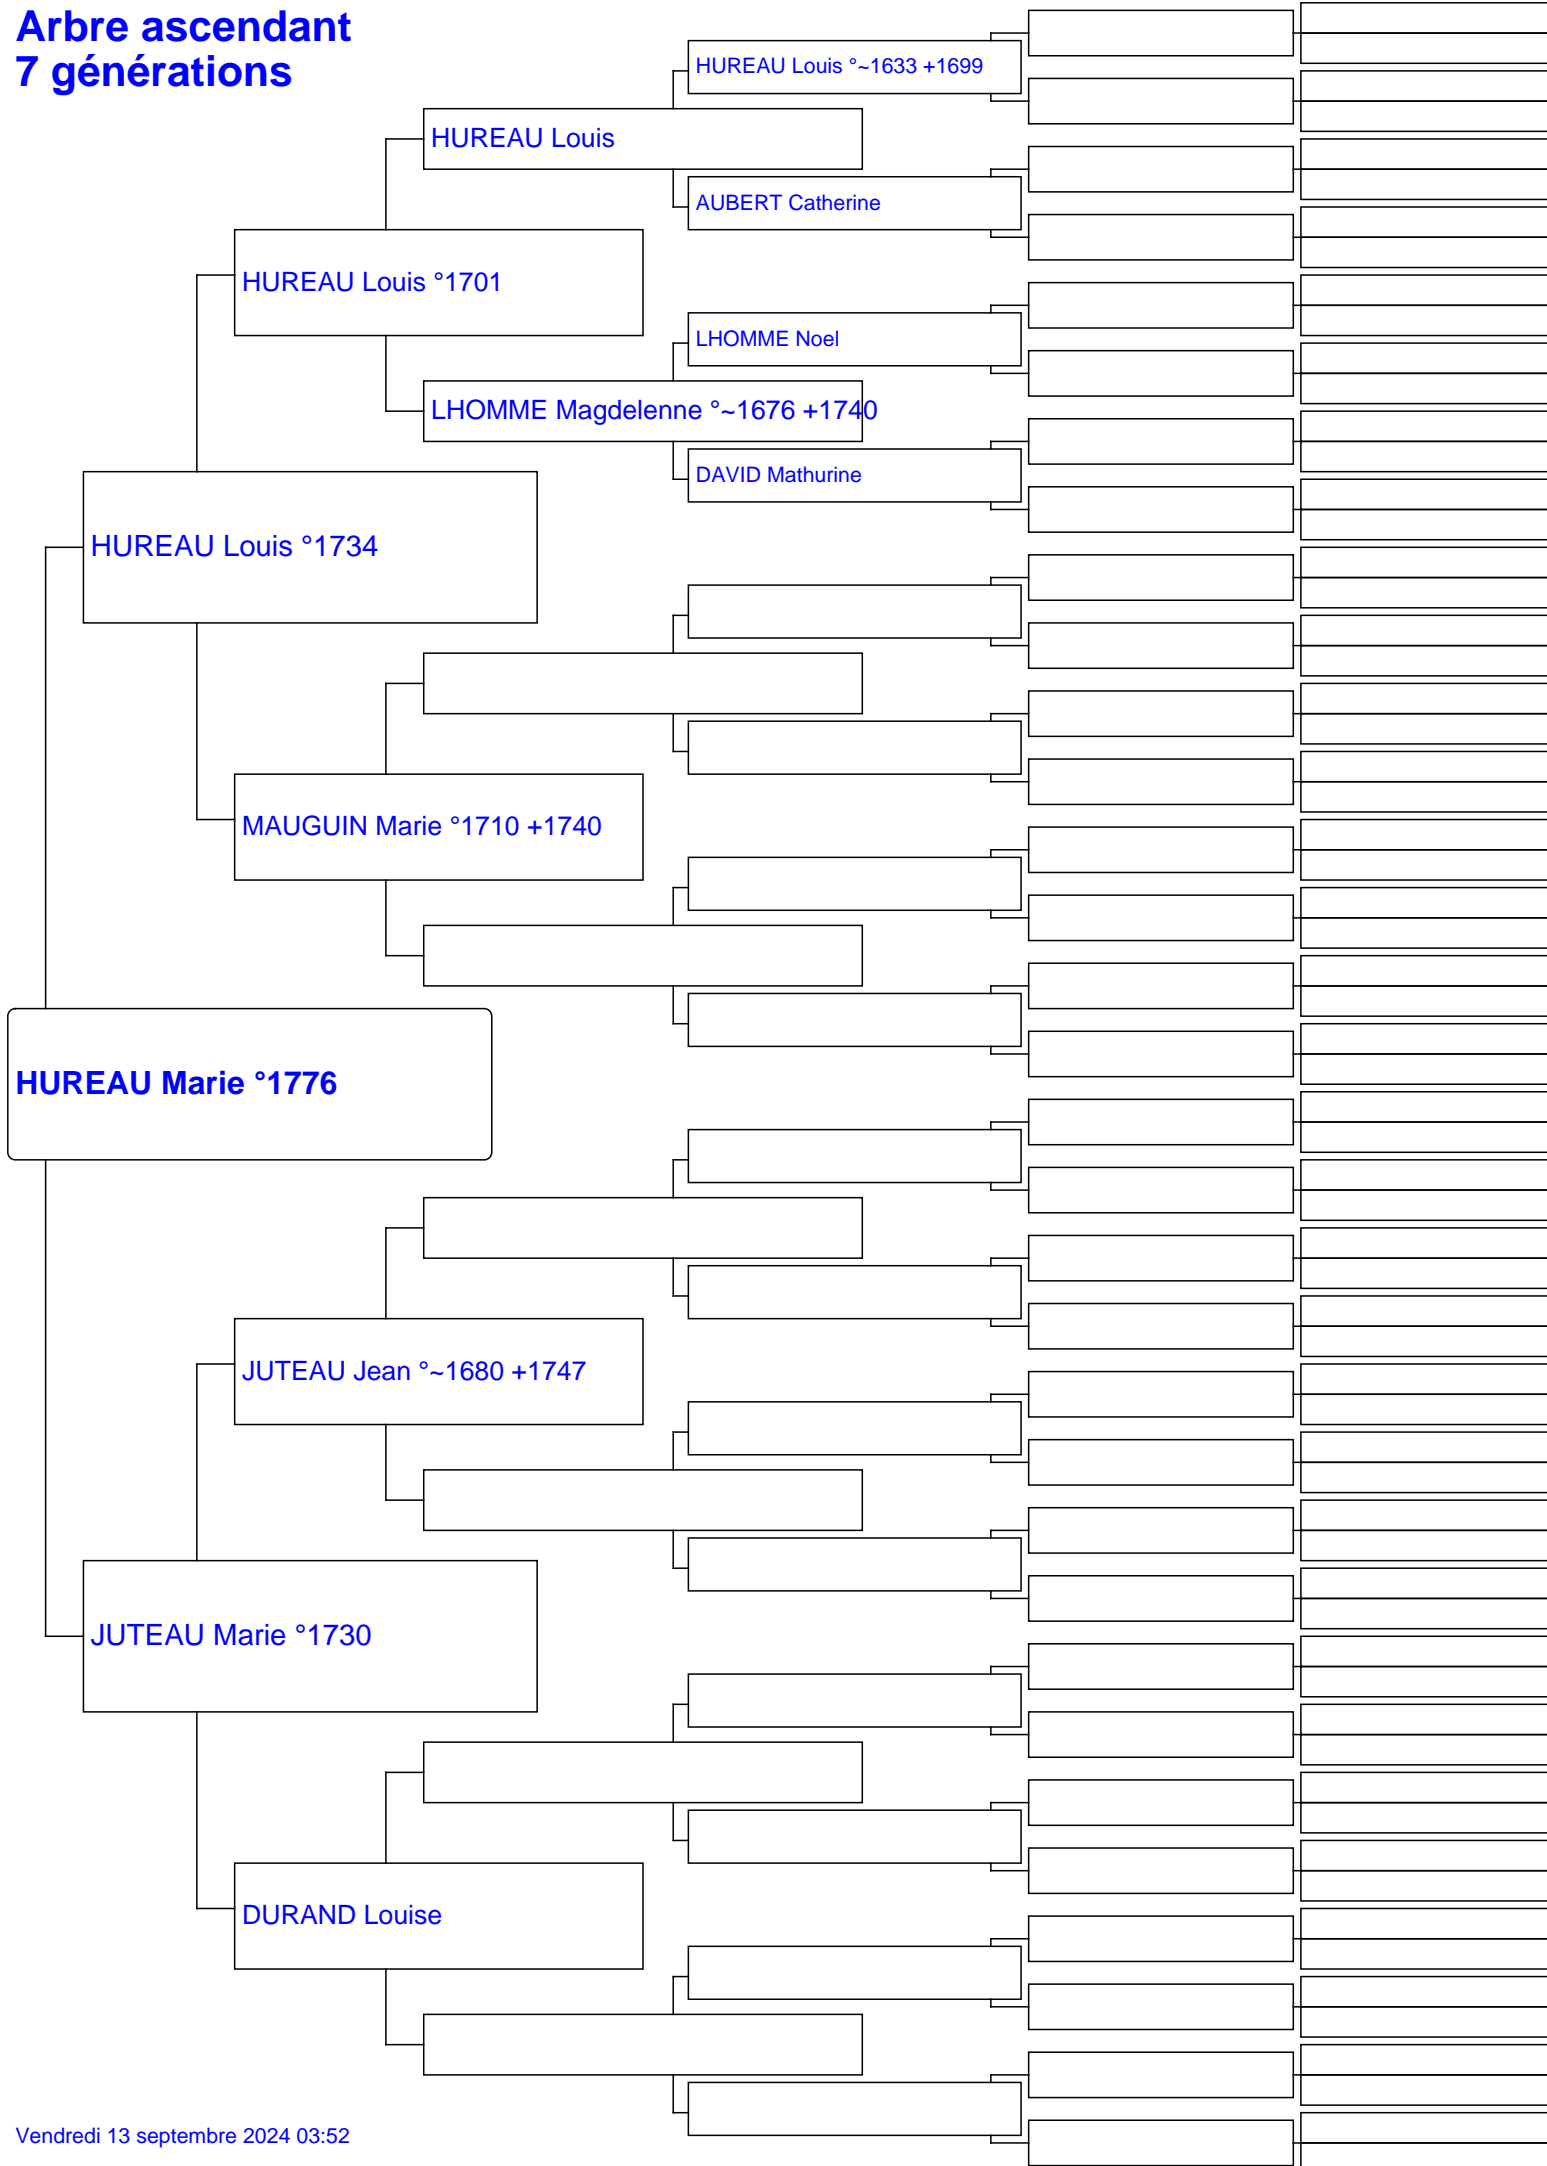 Arbre ascendant
7 générations
HUREAU Louis °~1633 +1699
HUREAU Louis
AUBERT Catherine
HUREAU Louis °1701
LHOMME Noel
LHOMME Magdelenne °~1676 +1740
DAVID Mathurine
HUREAU Louis °1734
MAUGUIN Marie °1710 +1740
HUREAU Marie °1776
JUTEAU Jean °~1680 +1747
JUTEAU Marie °1730
DURAND Louise
Vendredi 13 septembre 2024 03:52